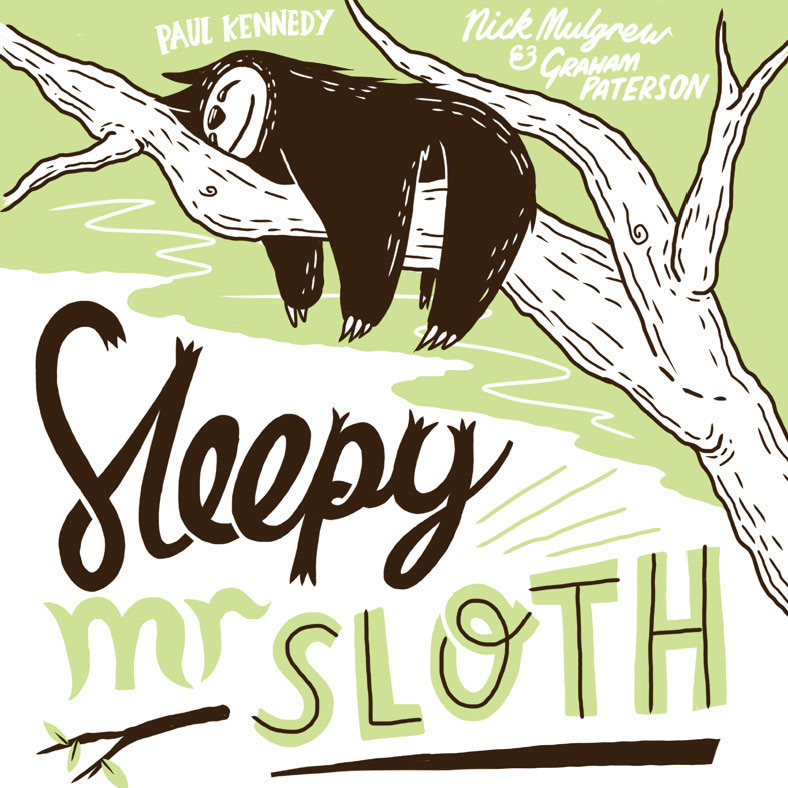 PAUL KENNEDY
Nick Mulgrew
& GRAHAM
PATERSON
Sleepy
mr SLOTH